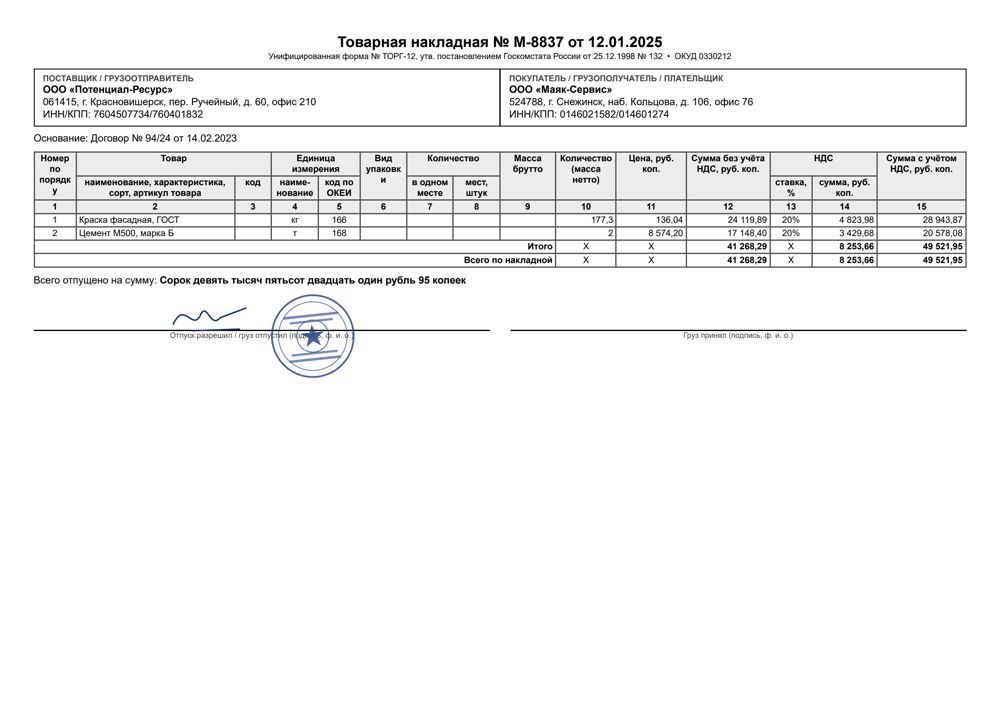 Товарная накладная № М-8837 от 12.01.2025
Унифицированная форма № ТОРГ-12, утв. постановлением Госкомстата России от 25.12.1998 № 132 • ОКУД 0330212
ПОСТАВЩИК / ГРУЗООТПРАВИТЕЛЬ
ООО «Потенциал-Ресурс»
061415, г. Красновишерск, пер. Ручейный, д. 60, офис 210
ИНН/КПП: 7604507734/760401832
ПОКУПАТЕЛЬ / ГРУЗОПОЛУЧАТЕЛЬ / ПЛАТЕЛЬЩИК
ООО «Маяк-Сервис»
524788, г. Снежинск, наб. Кольцова, д. 106, офис 76
ИНН/КПП: 0146021582/014601274
Основание: Договор № 94/24 от 14.02.2023
Номер по порядку Товар Единица измерения Вид упаковки Количество Масса брутто Количество (масса нетто) Цена, руб. коп. Сумма без учёта НДС, руб. коп. НДС Сумма с учётом НДС, руб. коп.
наименование, характеристика, сорт, артикул товара код наиме-нование код по ОКЕИ в одном месте мест, штук ставка, % сумма, руб. коп.
1 2 3 4 5 6 7 8 9 10 11 12 13 14 15
1 Краска фасадная, ГОСТ кг 166 177,3 136,04 24 119,89 20% 4 823,98 28 943,87
2 Цемент М500, марка Б т 168 2 8 574,20 17 148,40 20% 3 429,68 20 578,08
Итого Х Х 41 268,29 Х 8 253,66 49 521,95
Всего по накладной Х Х 41 268,29 Х 8 253,66 49 521,95
Всего отпущено на сумму: Сорок девять тысяч пятьсот двадцать один рубль 95 копеек
Отпуск разрешил / груз отпустил (подпись, ф. и. о.)
Груз принял (подпись, ф. и. о.)